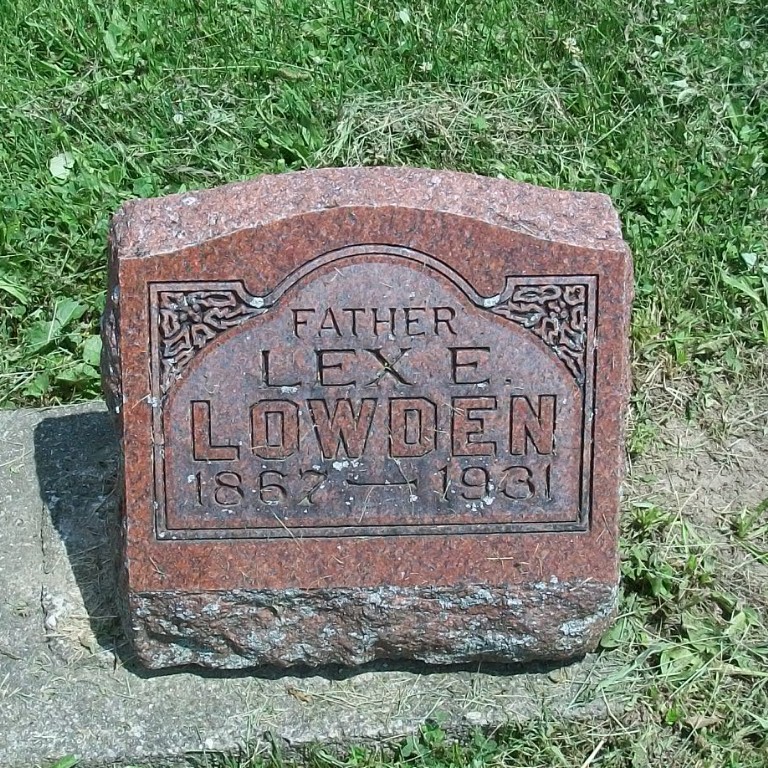 FATHER
LEX E.
LOWDEN
1867 — 1931